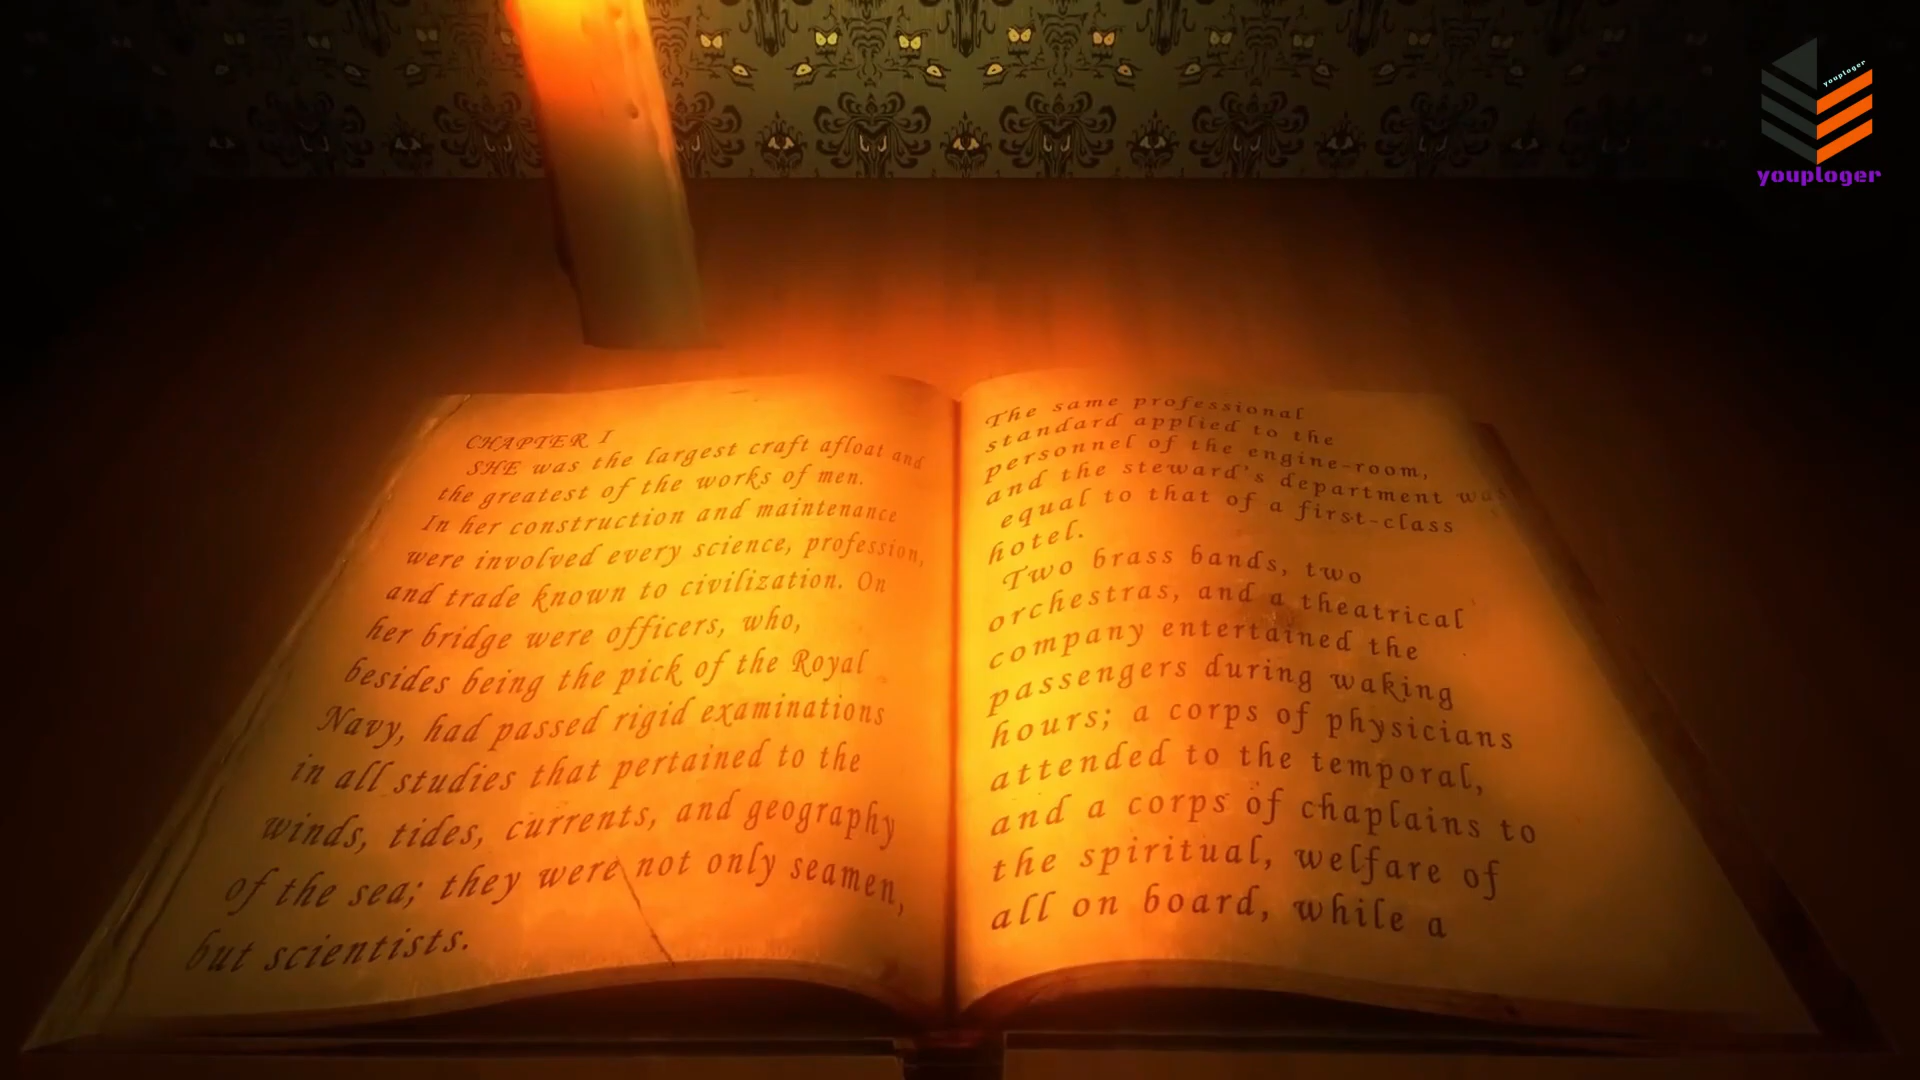 youploger
youploger
CHAPTER I
SHE was the largest craft afloat and
the greatest of the works of men.
In her construction and maintenance
were involved every science, profession,
and trade known to civilization. On
her bridge were officers, who,
besides being the pick of the Royal
Navy, had passed rigid examinations
in all studies that pertained to the
winds, tides, currents, and geography
of the sea; they were not only seamen,
but scientists.
The same professional
standard applied to the
personnel of the engine-room,
and the steward's department was
equal to that of a first-class
hotel.
Two brass bands, two
orchestras, and a theatrical
company entertained the
passengers during waking
hours; a corps of physicians
attended to the temporal,
and a corps of chaplains to
the spiritual, welfare of
all on board, while a